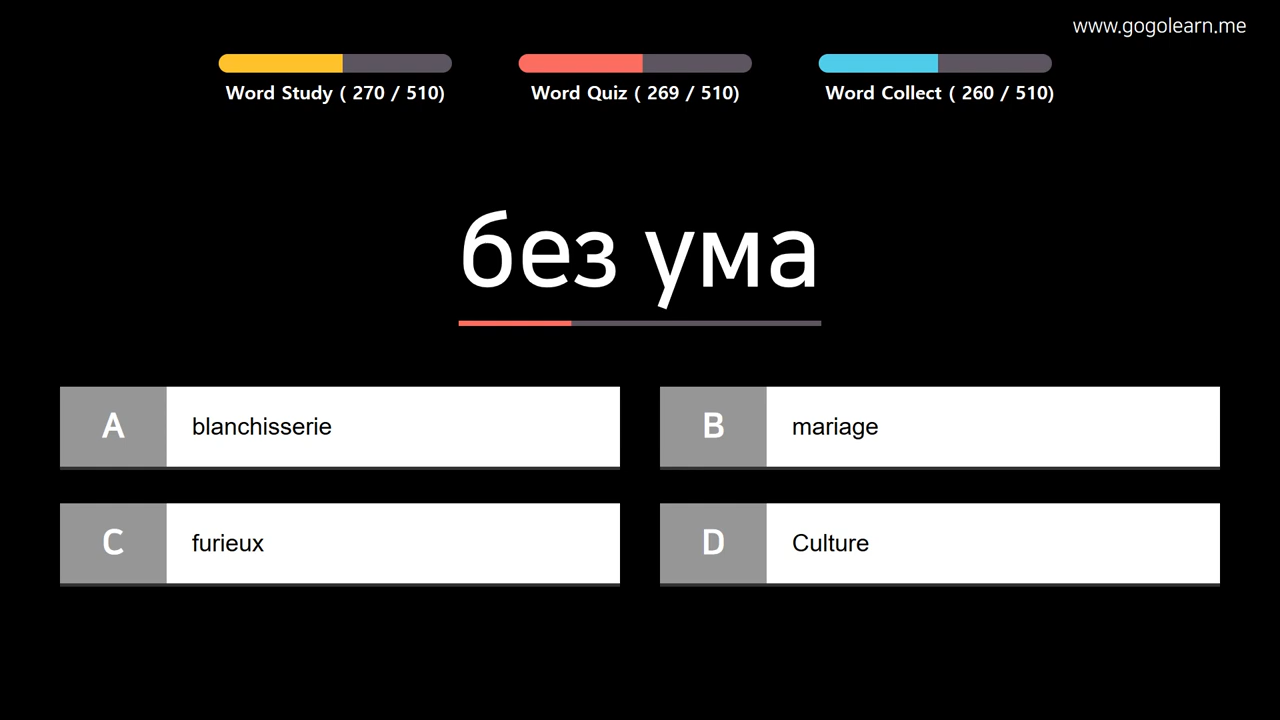 www.gogolearn.me
Word Study ( 270 / 510)
Word Quiz ( 269 / 510)
Word Collect ( 260 / 510)
без ума
A blanchisserie
B mariage
C furieux
D Culture